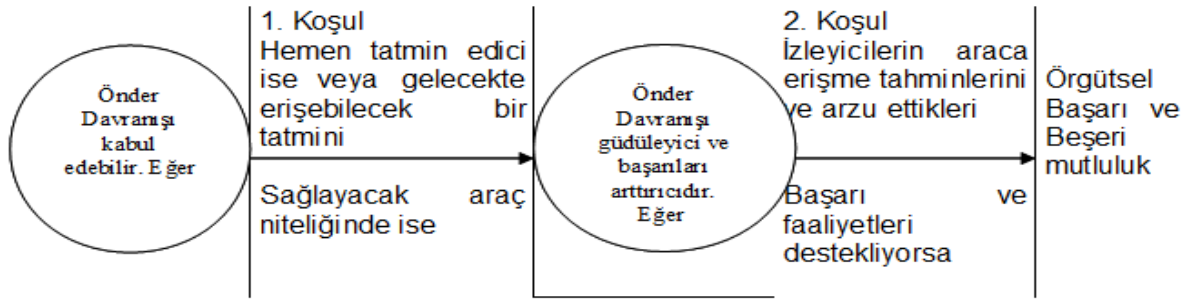 Önder
Davranışı
kabul
edebilir. Eğer
1. Koşul
Hemen tatmin edici
ise veya gelecekte
erişebilecek bir
tatmini
Sağlayacak araç
niteliğinde ise
Önder
Davranışı
güdüleyici ve
başarıları
arttırıcıdır.
Eğer
2. Koşul
İzleyicilerin araca
erişme tahminlerini
ve arzu ettikleri
Başarı ve
faaliyetleri
destekliyorsa
Örgütsel
Başarı ve
Beşeri
mutluluk